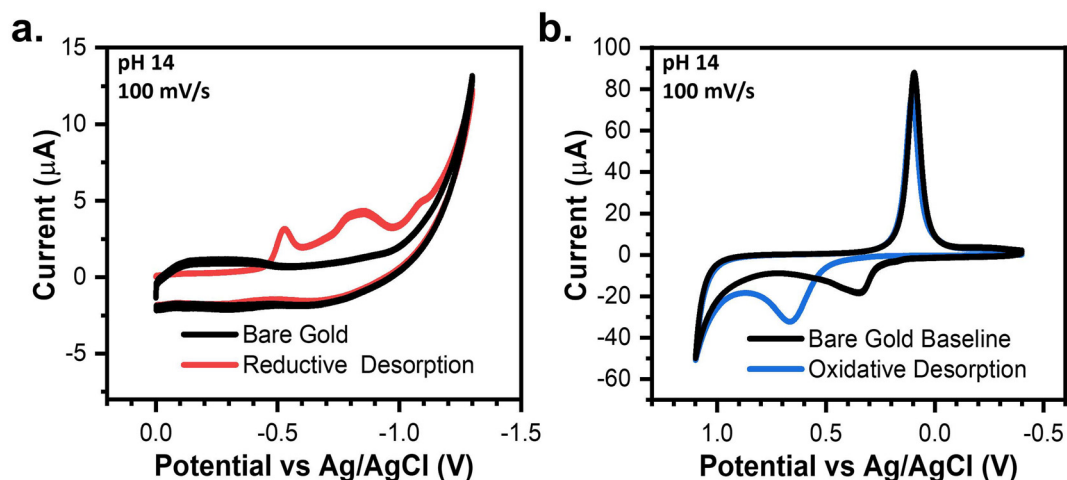 a.
pH 14
100 mV/s
Current (μA)
15
10
5
0
-5
Bare Gold
Reductive Desorption
0.0
-0.5
-1.0
-1.5
Potential vs Ag/AgCl (V)
b.
pH 14
100 mV/s
Current (μA)
100
80
60
40
20
0
-20
-40
-60
Bare Gold Baseline
Oxidative Desorption
1.0
0.5
0.0
-0.5
Potential vs Ag/AgCl (V)